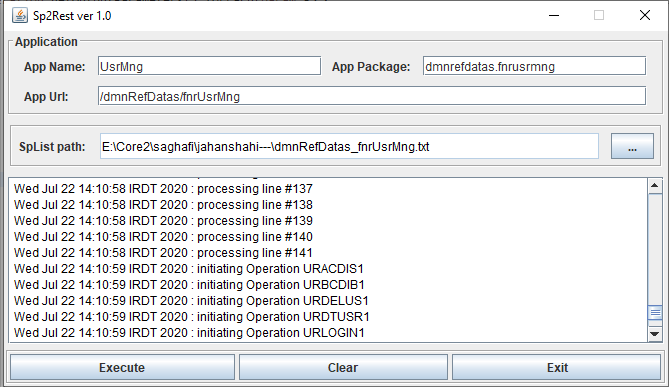 Sp2Rest ver 1.0
Application
App Name: UsrMng App Package: dmnrefdatas.fnrusrmng
App Url: /dmnRefDatas/fnrUsrMng
SpList path: E:\Core2\saghafi\jahanshahi---\dmnRefDatas_fnrUsrMng.txt ...
Wed Jul 22 14:10:58 IRDT 2020 : processing line #137
Wed Jul 22 14:10:58 IRDT 2020 : processing line #138
Wed Jul 22 14:10:58 IRDT 2020 : processing line #139
Wed Jul 22 14:10:58 IRDT 2020 : processing line #140
Wed Jul 22 14:10:58 IRDT 2020 : processing line #141
Wed Jul 22 14:10:59 IRDT 2020 : initiating Operation URACDIS1
Wed Jul 22 14:10:59 IRDT 2020 : initiating Operation URBCDIB1
Wed Jul 22 14:10:59 IRDT 2020 : initiating Operation URDELUS1
Wed Jul 22 14:10:59 IRDT 2020 : initiating Operation URDTUSR1
Wed Jul 22 14:10:59 IRDT 2020 : initiating Operation URLOGIN1
Execute Clear Exit